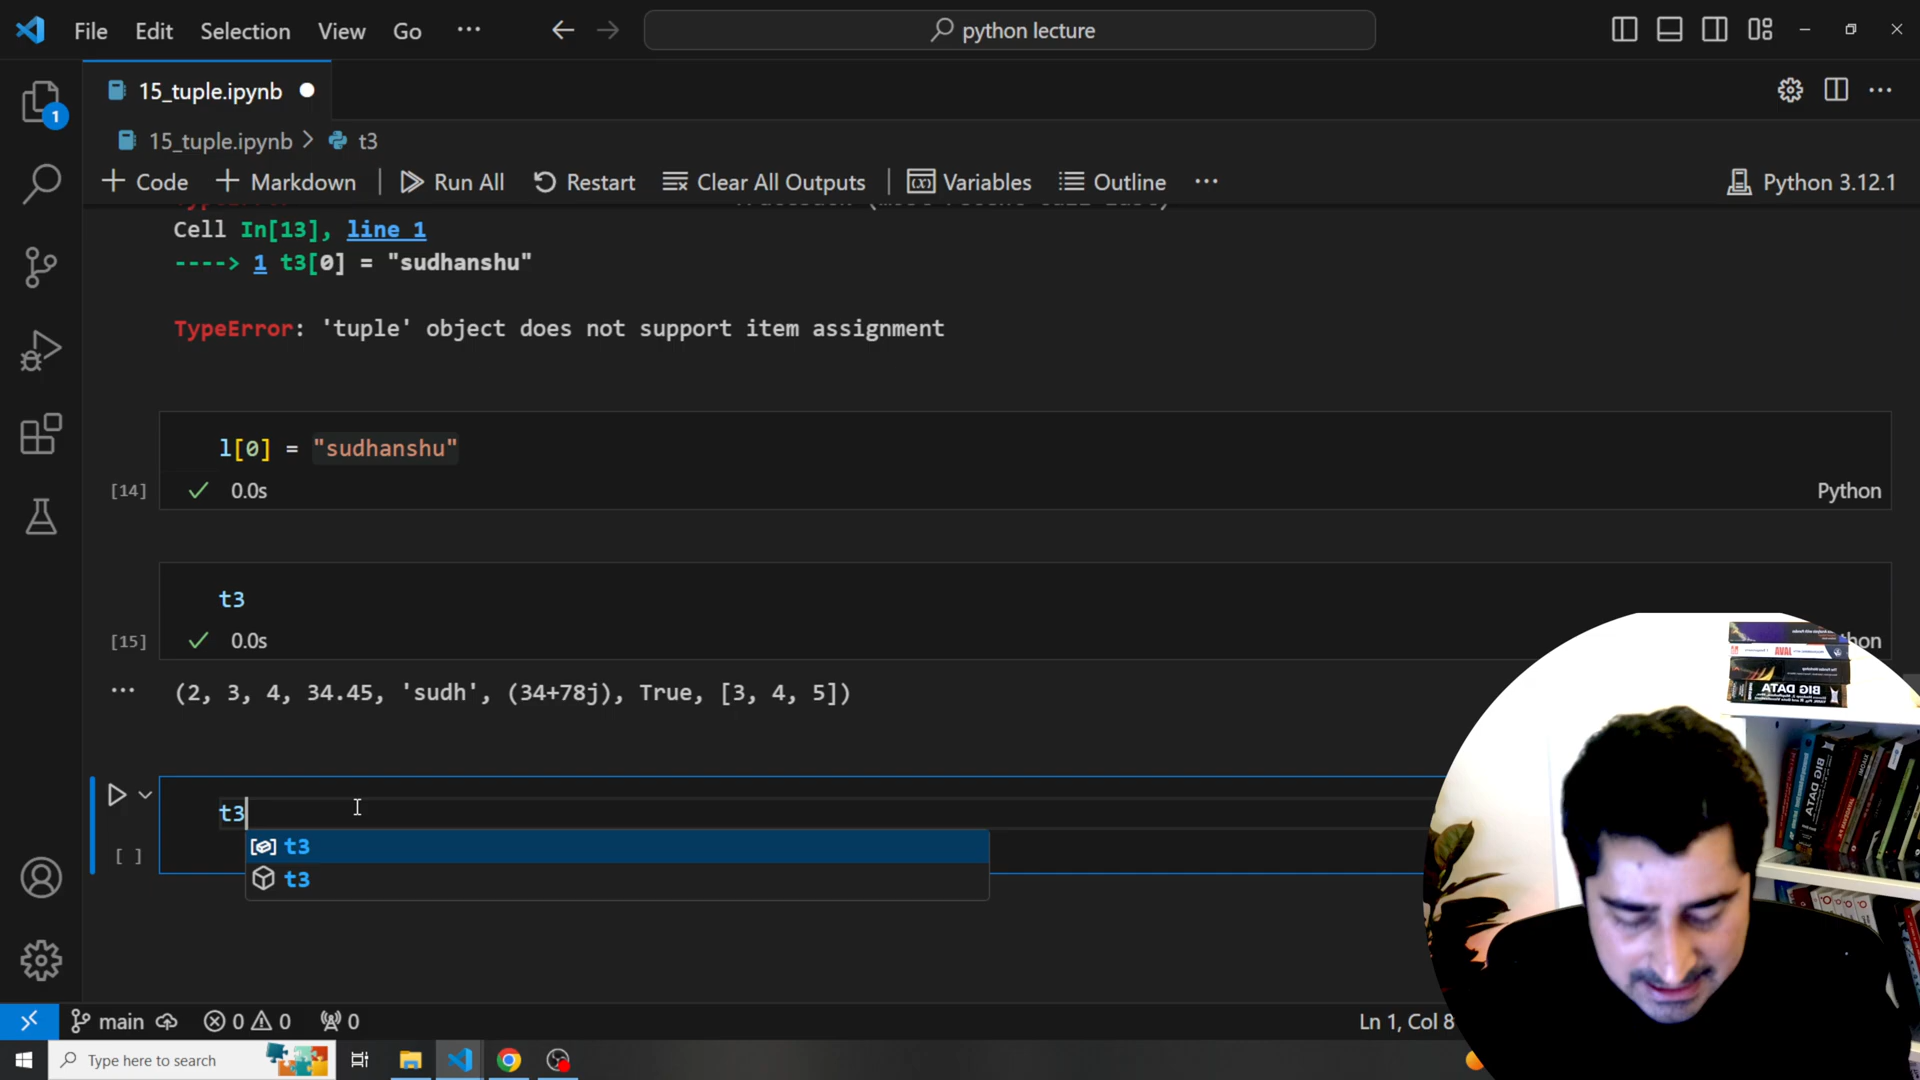 File Edit Selection View Go ··· python lecture
15_tuple.ipynb
1
15_tuple.ipynb > t3
+ Code + Markdown Run All Restart Clear All Outputs Variables Outline ··· Python 3.12.1
Cell In[13], line 1
----> 1 t3[0] = "sudhanshu"
TypeError: 'tuple' object does not support item assignment
l[0] = "sudhanshu"
[14] 0.0s Python
t3
[15] 0.0s
··· (2, 3, 4, 34.45, 'sudh', (34+78j), True, [3, 4, 5])
t3
t3
[ ]
t3
BIG DATA
main 0 0 0 Ln 1, Col 8
Type here to search